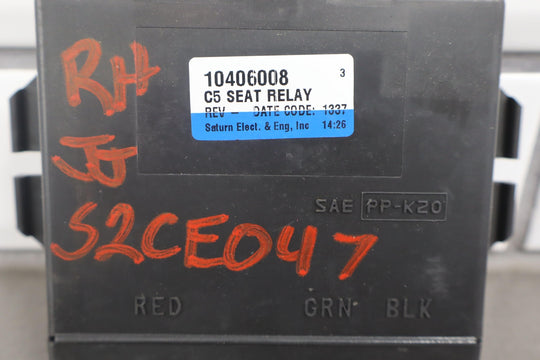 10406008 3
C5 SEAT RELAY
REV - DATE CODE: 1337
Saturn Elect. & Eng, Inc 14:26
RH
JJ
S2CE047
SAE PP-K20
RED GRN BLK